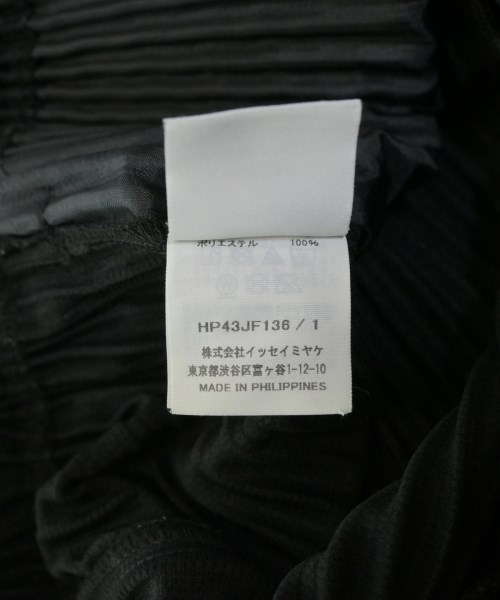 ポリエステル 100%
HP43JF136 / 1
株式会社イッセイミヤケ
東京都渋谷区富ヶ谷1-12-10
MADE IN PHILIPPINES